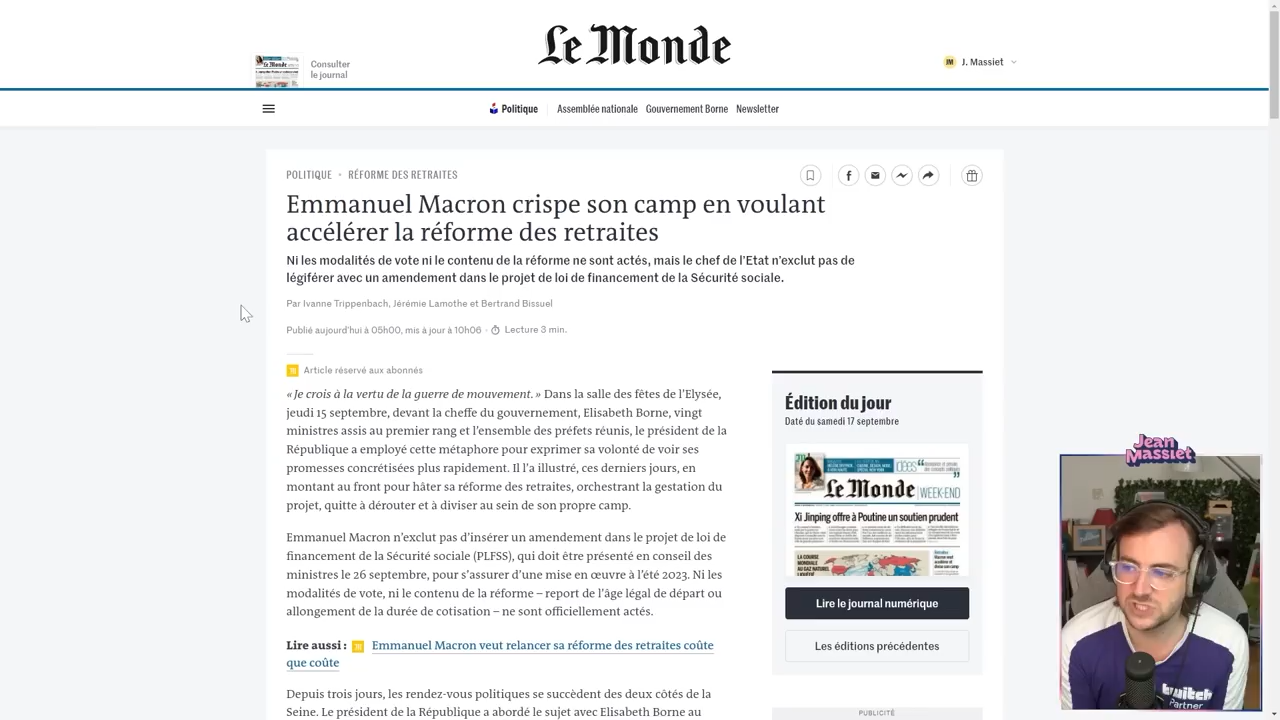 Le Monde
Consulter
le journal
JM J. Massiet
Politique
Assemblée nationale Gouvernement Borne Newsletter
POLITIQUE • RÉFORME DES RETRAITES
Emmanuel Macron crispe son camp en voulant
accélérer la réforme des retraites
Ni les modalités de vote ni le contenu de la réforme ne sont actés, mais le chef de l'Etat n'exclut pas de
légiférer avec un amendement dans le projet de loi de financement de la Sécurité sociale.
Par Ivanne Trippenbach, Jérémie Lamothe et Bertrand Bissuel
Publié aujourd'hui à 05h00, mis à jour à 10h06 · Lecture 3 min.
Article réservé aux abonnés
« Je crois à la vertu de la guerre de mouvement. » Dans la salle des fêtes de l'Elysée,
jeudi 15 septembre, devant la cheffe du gouvernement, Elisabeth Borne, vingt
ministres assis au premier rang et l'ensemble des préfets réunis, le président de la
République a employé cette métaphore pour exprimer sa volonté de voir ses
promesses concrétisées plus rapidement. Il l'a illustré, ces derniers jours, en
montant au front pour hâter sa réforme des retraites, orchestrant la gestation du
projet, quitte à dérouter et à diviser au sein de son propre camp.
Emmanuel Macron n'exclut pas d'insérer un amendement dans le projet de loi de
financement de la Sécurité sociale (PLFSS), qui doit être présenté en conseil des
ministres le 26 septembre, pour s'assurer d'une mise en œuvre à l'été 2023. Ni les
modalités de vote, ni le contenu de la réforme – report de l'âge légal de départ ou
allongement de la durée de cotisation – ne sont officiellement actés.
Lire aussi : Emmanuel Macron veut relancer sa réforme des retraites coûte
que coûte
Depuis trois jours, les rendez-vous politiques se succèdent des deux côtés de la
Seine. Le président de la République a abordé le sujet avec Elisabeth Borne au
Édition du jour
Daté du samedi 17 septembre
idées
Le Monde WEEK-END
Xi Jinping offre à Poutine un soutien prudent
LA COURSE
MONDIALE
AU GAZ NATUREL
Lire le journal numérique
Les éditions précédentes
PUBLICITÉ
Jean
Massiet
twitch
Partner